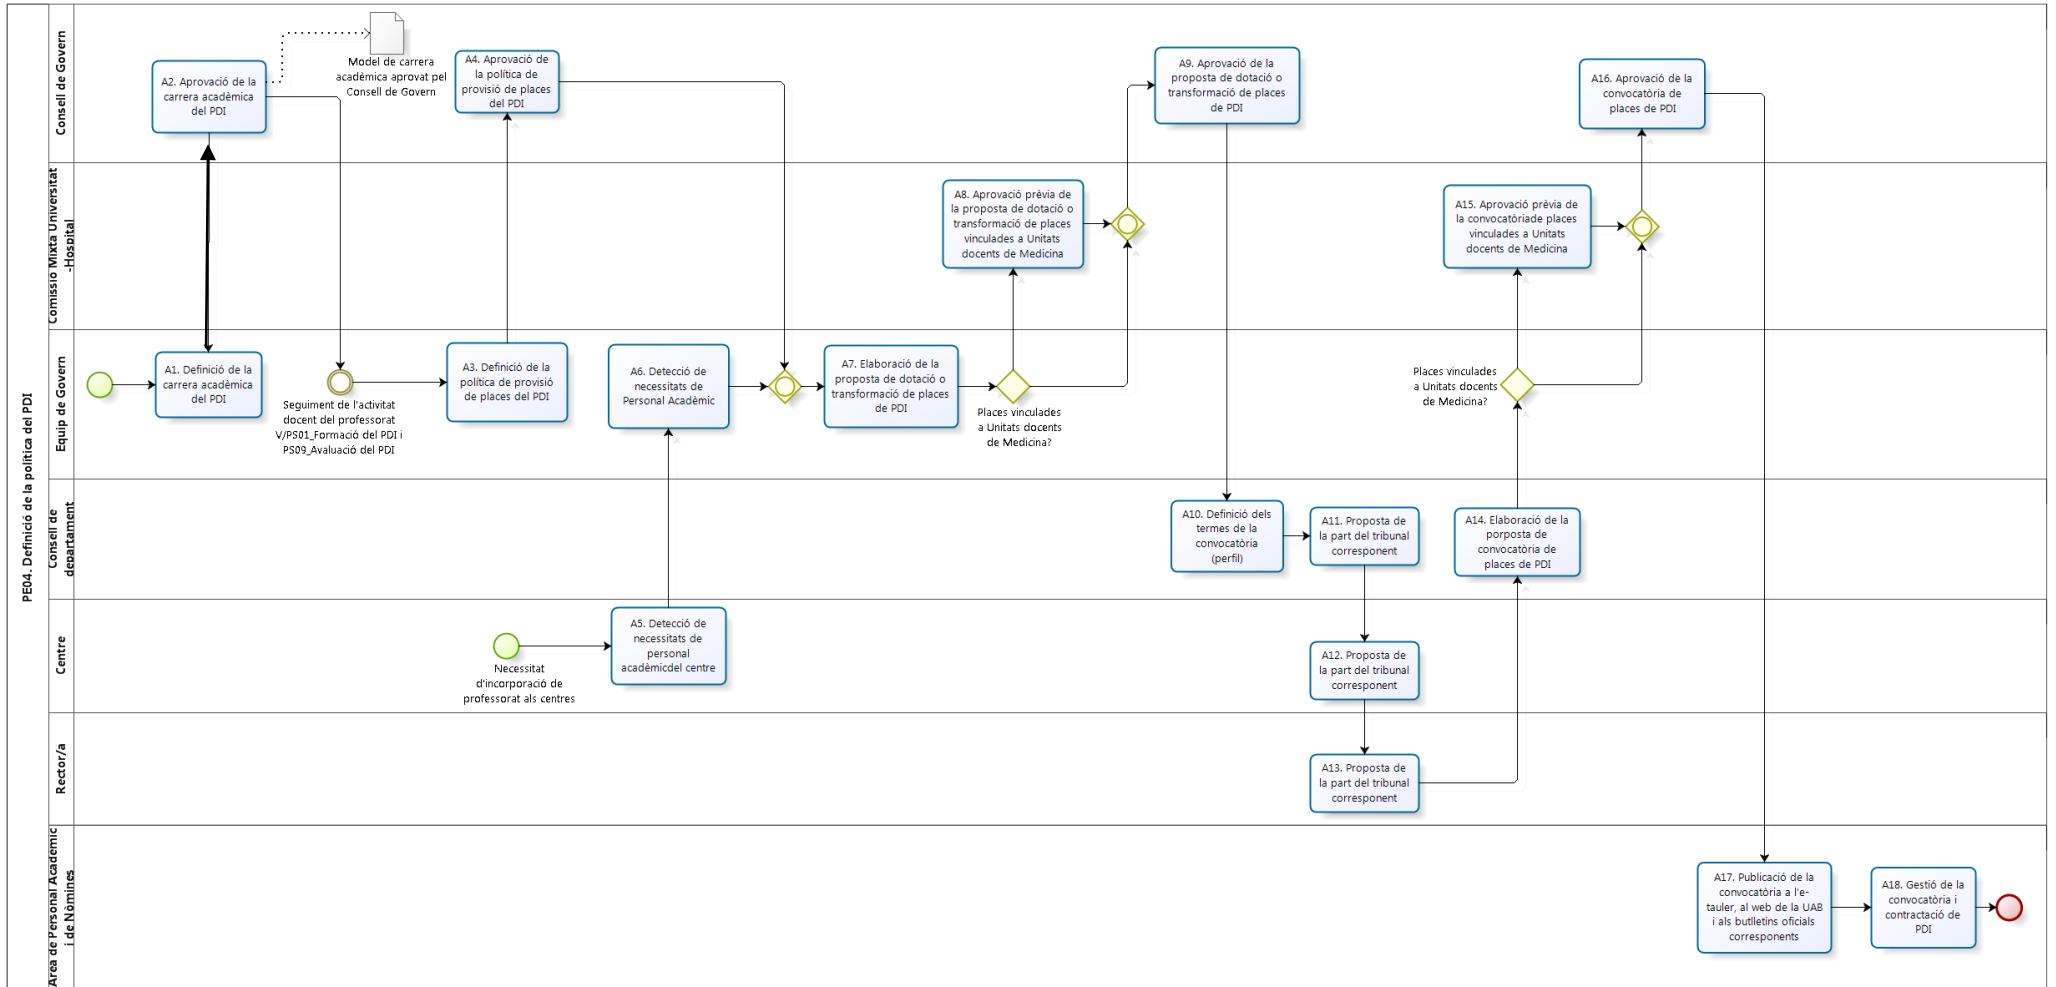 PE04. Definició de la política del PDI
Consell de Govern
A2. Aprovació de la
carrera acadèmica
del PDI
Model de carrera
acadèmica aprovat pel
Consell de Govern
A4. Aprovació de
la política de
provisió de places
del PDI
A9. Aprovació de la
proposta de dotació o
transformació de places
de PDI
A16. Aprovació de la
convocatòria de
places de PDI
Comissió Mixta Universitat
-Hospital
A8. Aprovació prèvia de
la proposta de dotació o
transformació de places
vinculades a Unitats
docents de Medicina
A15. Aprovació prèvia de
la convocatòriade places
vinculades a Unitats
docents de Medicina
Equip de Govern
A1. Definició de la
carrera acadèmica
del PDI
Seguiment de l'activitat
docent del professorat
V/PS01_Formació del PDI i
PS09_Avaluació del PDI
A3. Definició de la
política de provisió
de places del PDI
A6. Detecció de
necessitats de
Personal Acadèmic
A7. Elaboració de la
proposta de dotació o
transformació de places
de PDI
Places vinculades
a Unitats docents
de Medicina?
Places vinculades
a Unitats docents
de Medicina?
Consell de
departament
A10. Definició dels
termes de la
convocatòria
(perfil)
A11. Proposta de
la part del tribunal
corresponent
A14. Elaboració de la
porposta de
convocatòria de
places de PDI
Centre
Necessitat
d'incorporació de
professorat als centres
A5. Detecció de
necessitats de
personal
acadèmicdel centre
A12. Proposta de
la part del tribunal
corresponent
Rector/a
A13. Proposta de
la part del tribunal
corresponent
Àrea de Personal Acadèmic
i de Nòmines
A17. Publicació de la
convocatòria a l'e-
tauler, al web de la UAB
i als butlletins oficials
corresponents
A18. Gestió de la
convocatòria i
contractació de
PDI